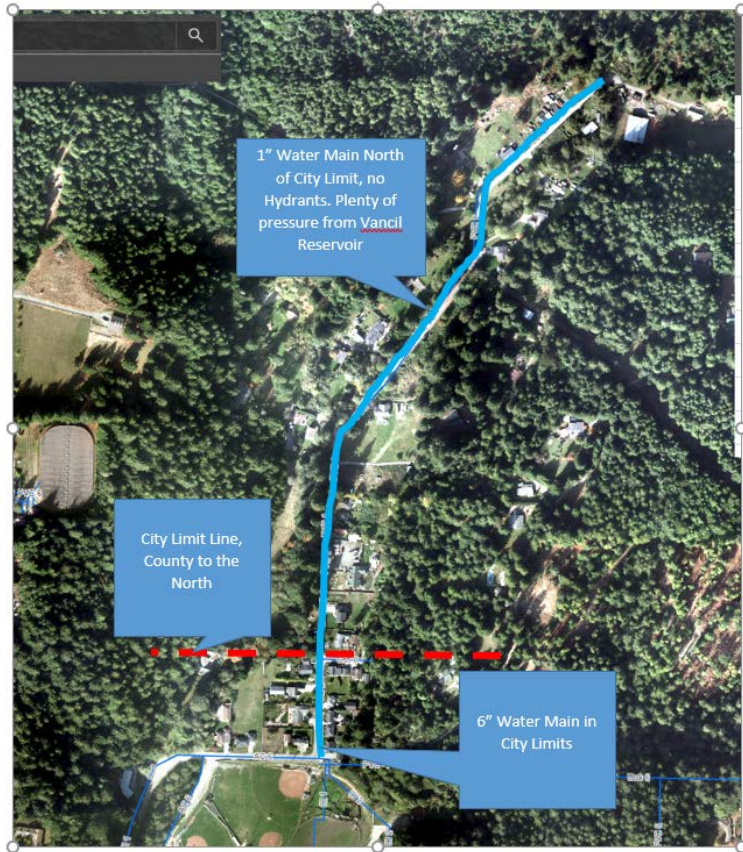 1" Water Main North
of City Limit, no
Hydrants. Plenty of
pressure from Vancil
Reservoir
City Limit Line,
County to the
North
6" Water Main in
City Limits